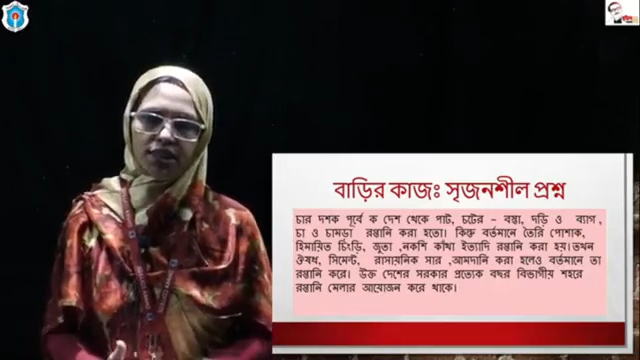 বাড়ির কাজঃ সৃজনশীল প্রশ্ন
চার দশক পূর্বে ক দেশ থেকে পাট, চটের – বস্তা, দড়ি ও ব্যাগ,
চা ও চামড়া রপ্তানি করা হতো। কিন্তু বর্তমানে তৈরি পোশাক,
হিমায়িত চিংড়ি, জুতা ,নকশি কাঁথা ইত্যাদি রপ্তানি করা হয়।তখন
ঔষধ, সিমেন্ট, রাসায়নিক সার ,আমদানি করা হলেও বর্তমানে তা
রপ্তানি করে। উক্ত দেশের সরকার প্রত্যেক বছর বিভাগীয় শহরে
রপ্তানি মেলার আয়োজন করে থাকে।